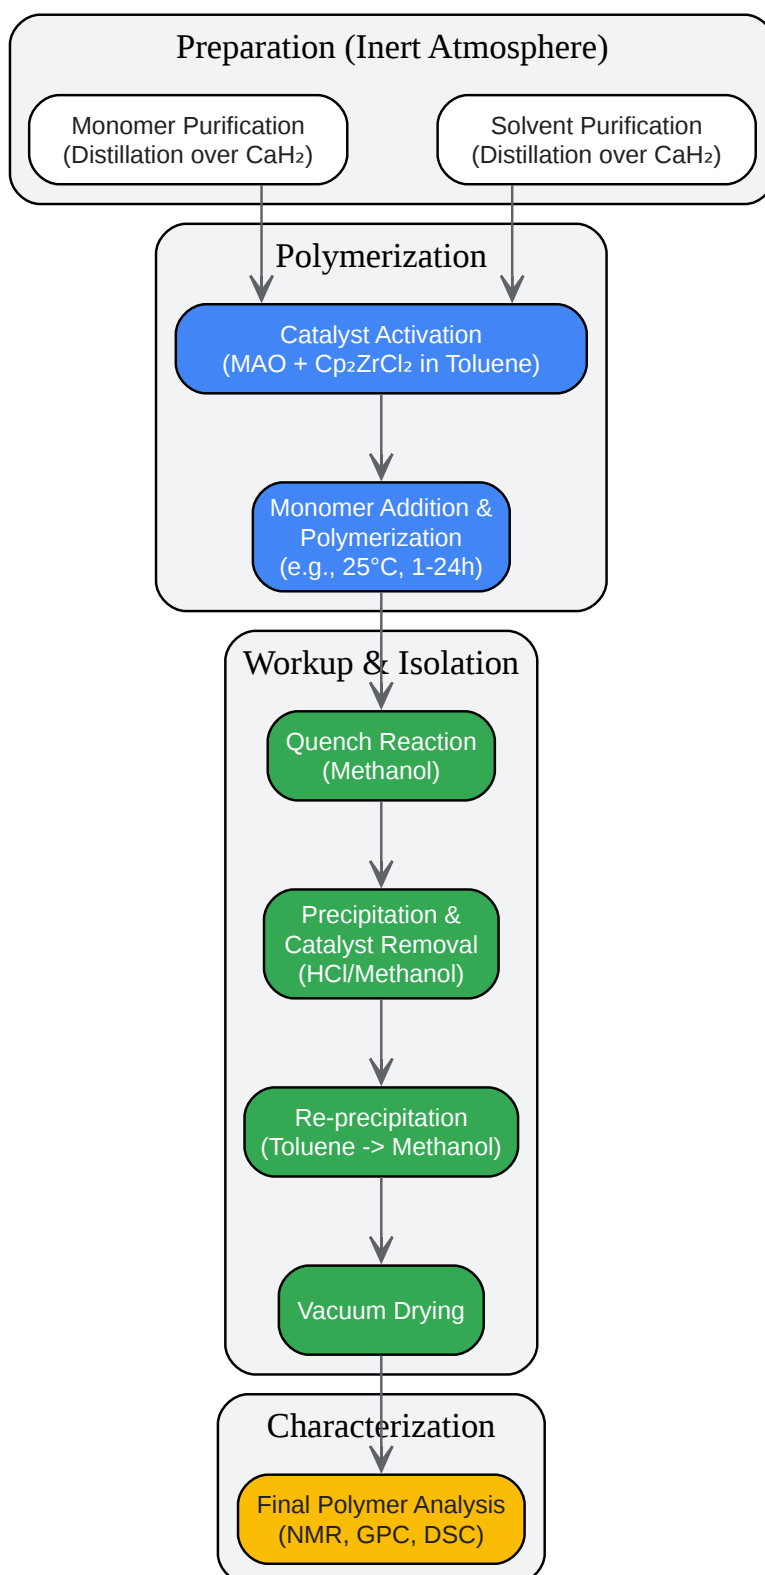 Preparation (Inert Atmosphere)
Monomer Purification
(Distillation over CaH₂)
Solvent Purification
(Distillation over CaH₂)
Polymerization
Catalyst Activation
(MAO + Cp₂ZrCl₂ in Toluene)
Monomer Addition &
Polymerization
(e.g., 25°C, 1-24h)
Workup & Isolation
Quench Reaction
(Methanol)
Precipitation &
Catalyst Removal
(HCl/Methanol)
Re-precipitation
(Toluene -> Methanol)
Vacuum Drying
Characterization
Final Polymer Analysis
(NMR, GPC, DSC)